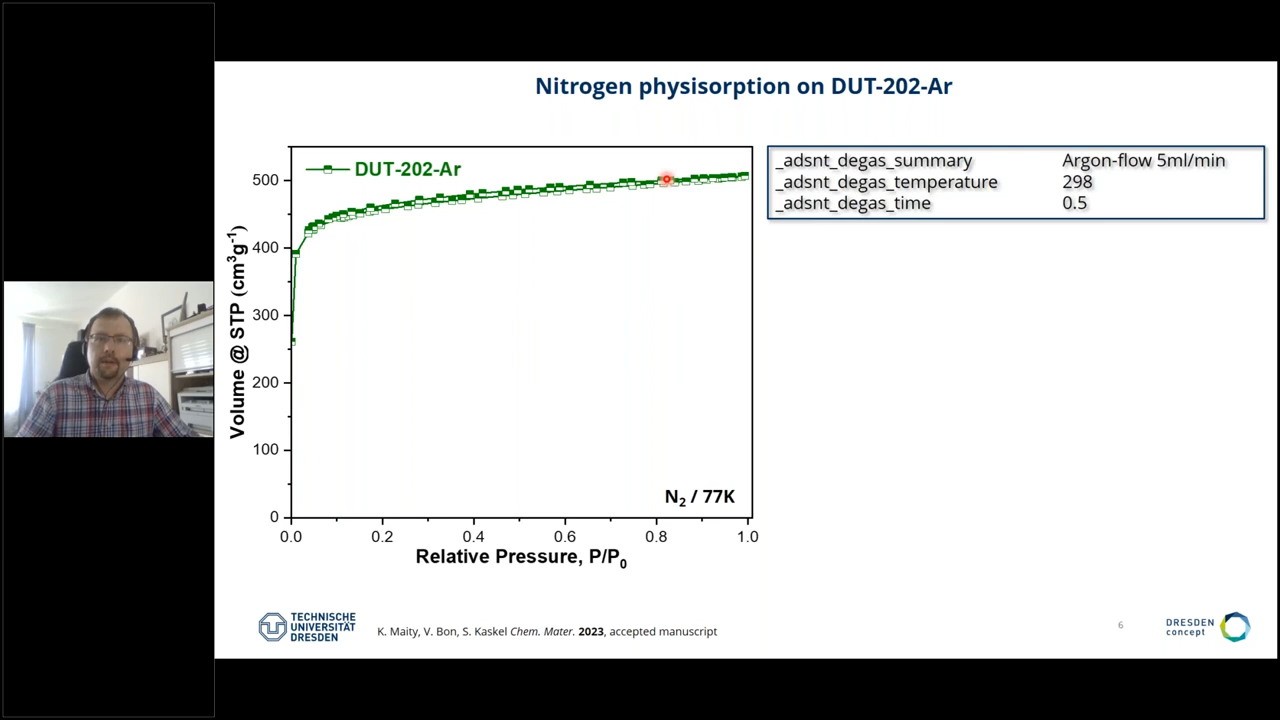 Nitrogen physisorption on DUT-202-Ar
DUT-202-Ar
500
400
300
200
100
0
Volume @ STP (cm³g⁻¹)
0.0 0.2 0.4 0.6 0.8 1.0
Relative Pressure, P/P₀
N₂ / 77K
_adsnt_degas_summary Argon-flow 5ml/min
_adsnt_degas_temperature 298
_adsnt_degas_time 0.5
TECHNISCHE
UNIVERSITÄT
DRESDEN
K. Maity, V. Bon, S. Kaskel Chem. Mater. 2023, accepted manuscript
6
DRESDEN
concept